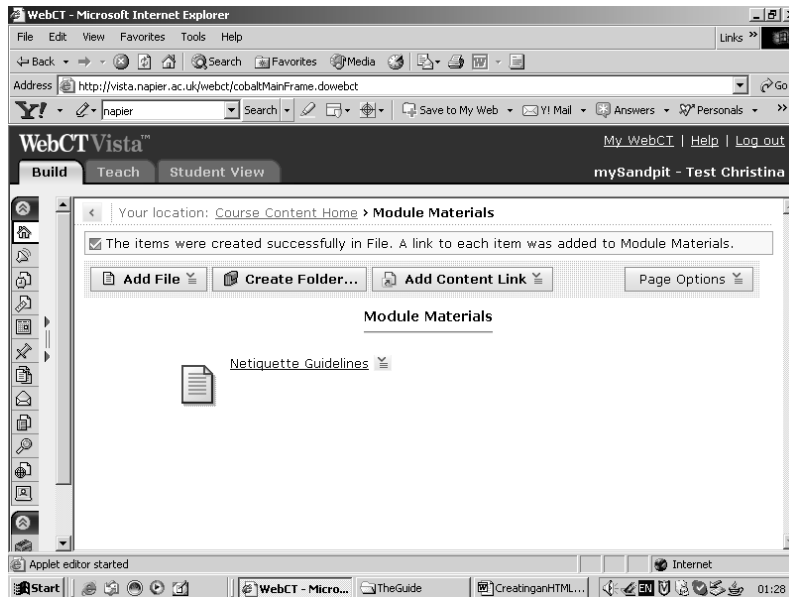 WebCT - Microsoft Internet Explorer
File Edit View Favorites Tools Help Links »
Back Search Favorites Media
Address http://vista.napier.ac.uk/webct/cobaltMainFrame.dowebct Go
Y! napier Search Save to My Web Y! Mail Answers Personals »
WebCT Vista™ My WebCT | Help | Log out
Build Teach Student View mySandpit - Test Christina
Your location: Course Content Home > Module Materials
The items were created successfully in File. A link to each item was added to Module Materials.
Add File Create Folder... Add Content Link Page Options
Module Materials
Netiquette Guidelines
Applet editor started Internet
Start WebCT - Micro... TheGuide CreatinganHTML... EN 01:28